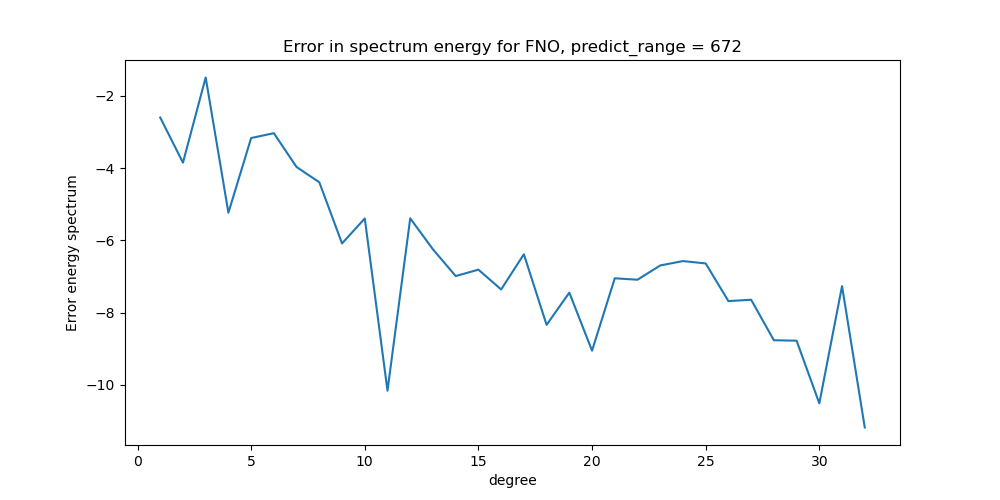 Error in spectrum energy for FNO, predict_range = 672
Error energy spectrum
−2
−4
−6
−8
−10
0 5 10 15 20 25 30
degree